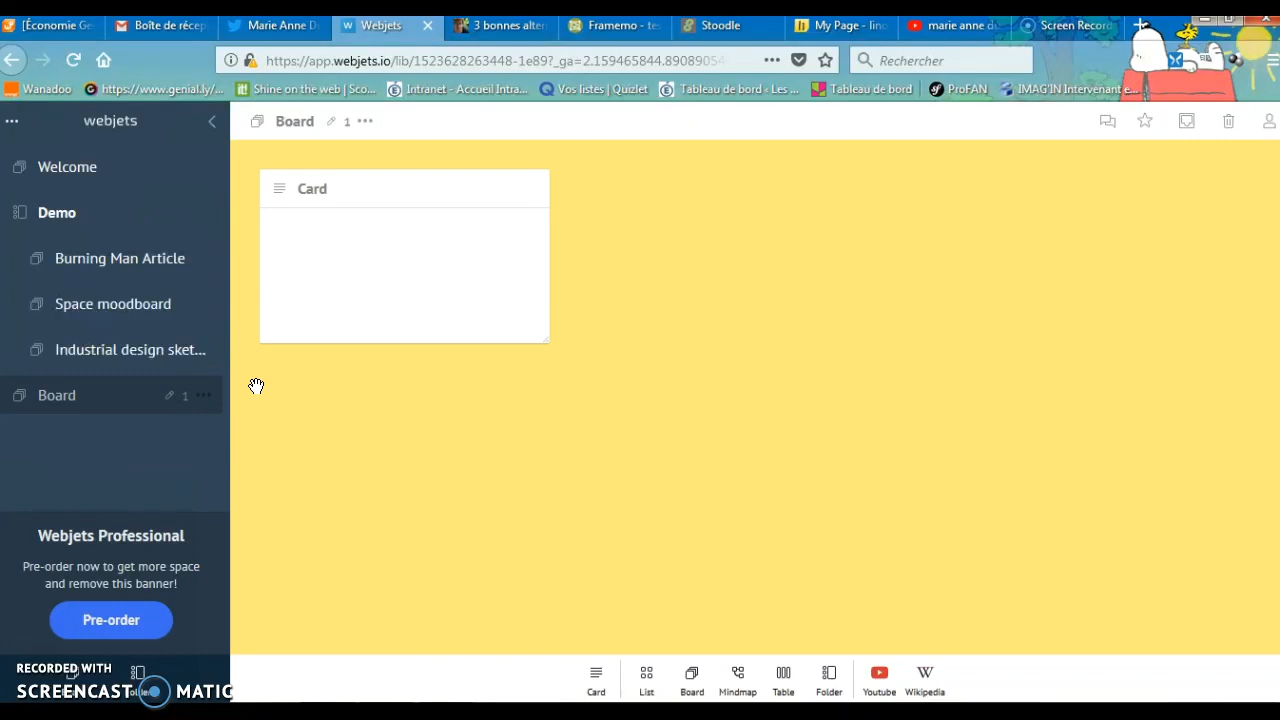 [Économie Ge
Boîte de récep
Marie Anne D
Webjets
3 bonnes alter
Framemo - te
Stoodle
My Page - lino
marie anne du
Screen Record
https://app.webjets.io/lib/1523628263448_1e89?_ga=2.159465844.89089054
Rechercher
Wanadoo
https://www.genial.ly/...
Shine on the web | Sco...
Intranet - Accueil Intra...
Vos listes | Quizlet
Tableau de bord ‹ Les ...
Tableau de bord
ProFAN
IMAG'IN Intervenant e...
webjets
Board 1
Welcome
Demo
Burning Man Article
Space moodboard
Industrial design sket...
Board 1
Card
Webjets Professional
Pre-order now to get more space
and remove this banner!
Pre-order
RECORDED WITH
SCREENCAST MATIC
Card
List
Board
Mindmap
Table
Folder
Youtube
Wikipedia